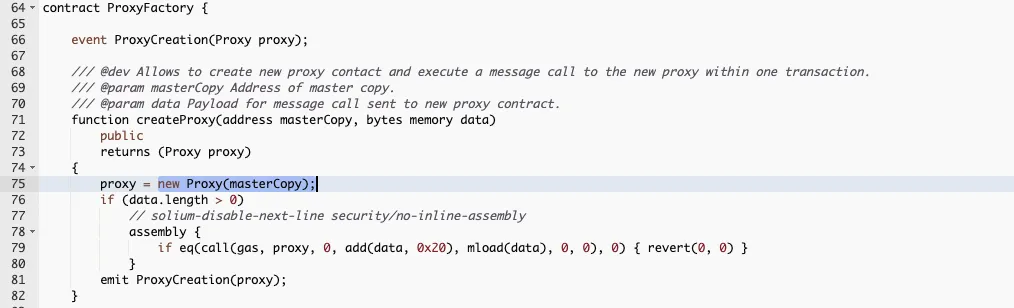 64 contract ProxyFactory {
65
66 event ProxyCreation(Proxy proxy);
67
68 /// @dev Allows to create new proxy contact and execute a message call to the new proxy within one transaction.
69 /// @param masterCopy Address of master copy.
70 /// @param data Payload for message call sent to new proxy contract.
71 function createProxy(address masterCopy, bytes memory data)
72 public
73 returns (Proxy proxy)
74 {
75 proxy = new Proxy(masterCopy);
76 if (data.length > 0)
77 // solium-disable-next-line security/no-inline-assembly
78 assembly {
79 if eq(call(gas, proxy, 0, add(data, 0x20), mload(data), 0, 0), 0) { revert(0, 0) }
80 }
81 emit ProxyCreation(proxy);
82 }